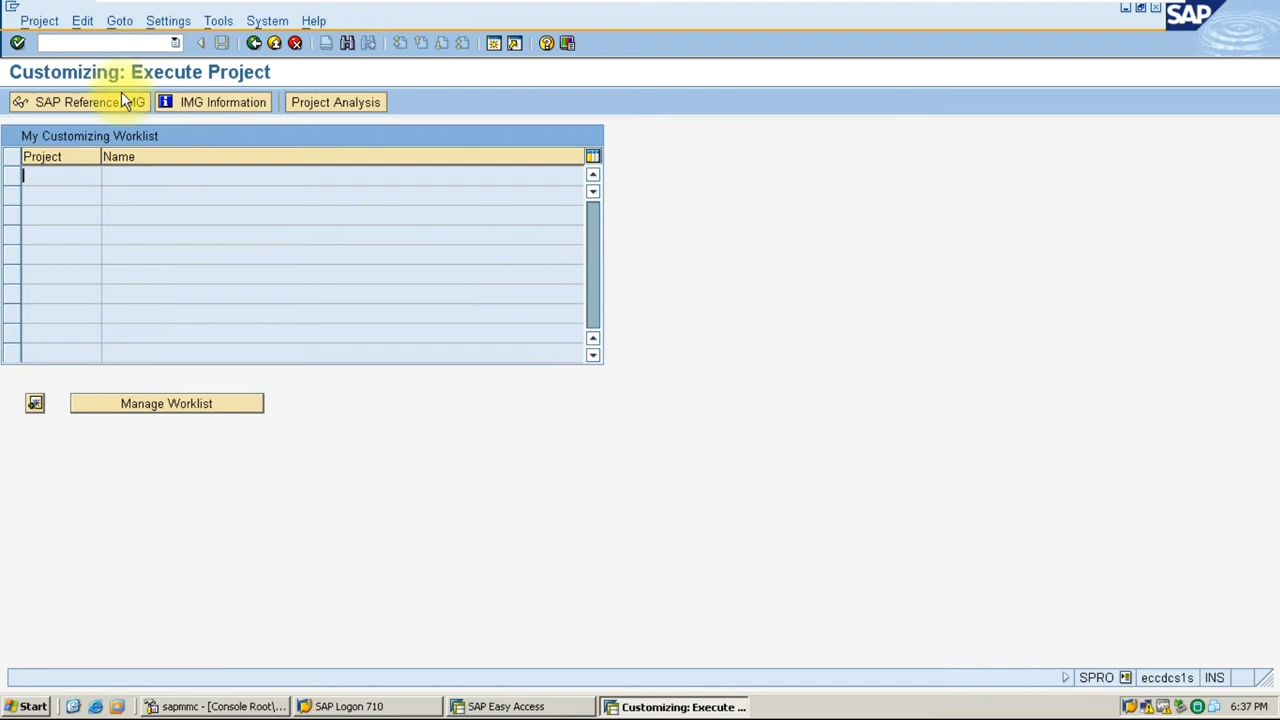 Project Edit Goto Settings Tools System Help
SAP
Customizing: Execute Project
SAP Reference IMG IMG Information Project Analysis
My Customizing Worklist
Project Name
Manage Worklist
SPRO eccdcs1s INS
Start sapmmc - [Console Root\... SAP Logon 710 SAP Easy Access Customizing: Execute ... 6:37 PM